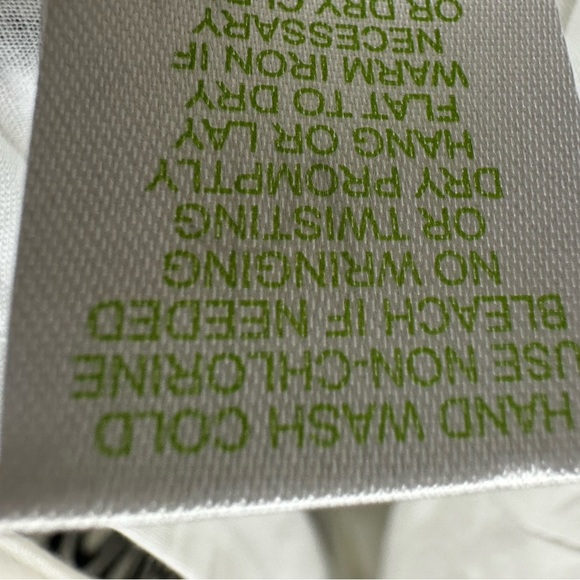 HAND WASH COLD
USE NON-CHLORINE
BLEACH IF NEEDED
NO WRINGING
OR TWISTING
DRY PROMPTLY
HANG OR LAY
FLAT TO DRY
WARM IRON IF
NECESSARY
OR DRY